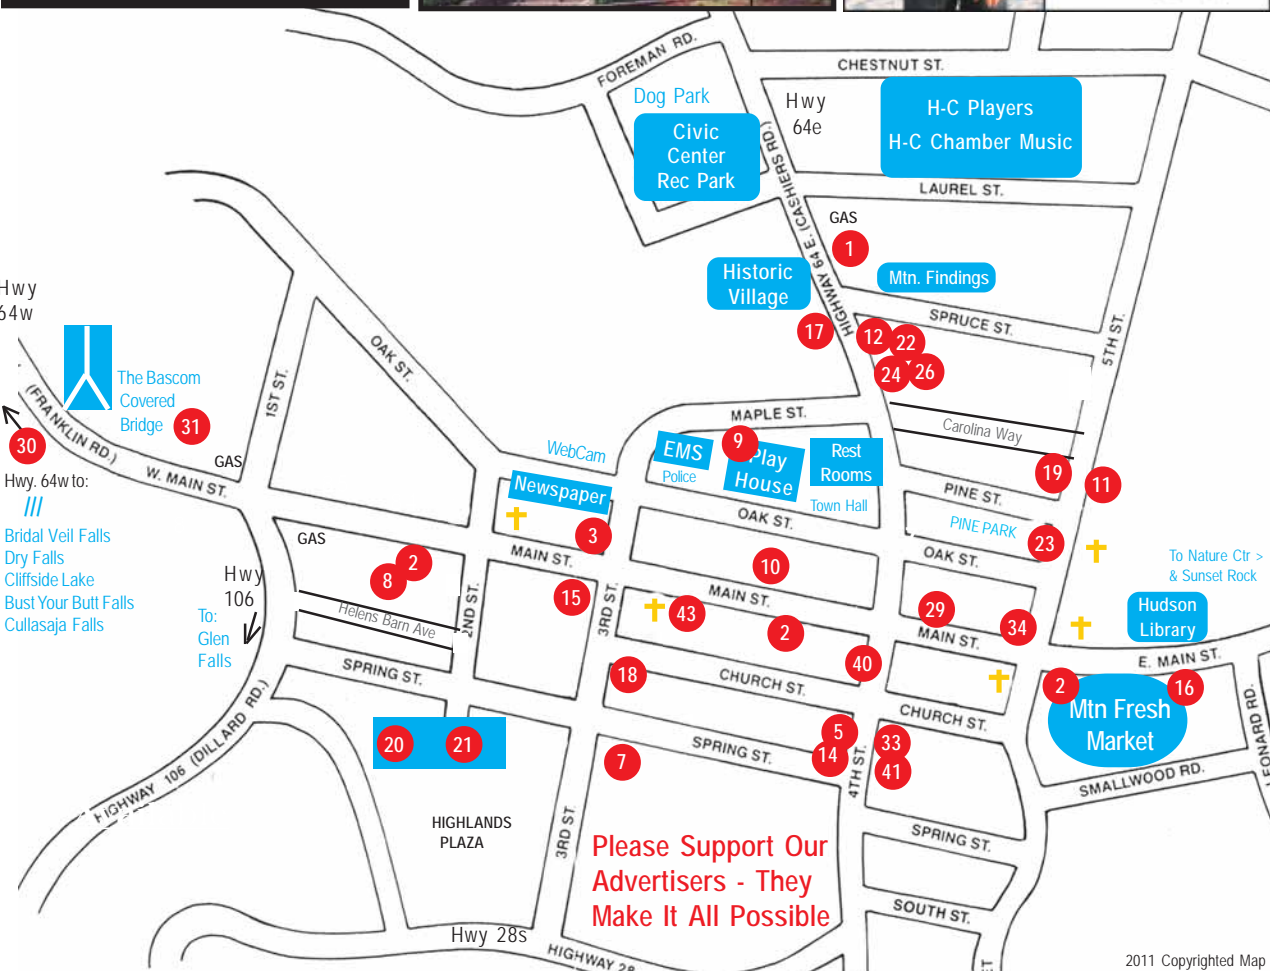 FOREMAN RD.
CHESTNUT ST.
Dog Park
Civic
Center
Rec Park
Hwy
64e
H-C Players
H-C Chamber Music
LAUREL ST.
HIGHWAY 64 E. (CASHIERS RD.)
GAS
1
Historic
Village
Mtn. Findings
17
12
22
24
26
SPRUCE ST.
5TH ST.
Hwy
64w
The Bascom
Covered
Bridge
31
30
(FRANKLIN RD.)
W. MAIN ST.
GAS
1ST ST.
OAK ST.
Hwy. 64w to:
///
Bridal Veil Falls
Dry Falls
Cliffside Lake
Bust Your Butt Falls
Cullasaja Falls
MAPLE ST.
Carolina Way
WebCam
EMS
Police
9
Play
House
Rest
Rooms
Town Hall
19
11
Newspaper
PINE ST.
PINE PARK
23
OAK ST.
OAK ST.
3
GAS
2
8
MAIN ST.
10
To Nature Ctr >
& Sunset Rock
Hwy
106
To:
Glen
Falls
Helens Barn Ave
2ND ST.
15
3RD ST.
43
MAIN ST.
2
29
MAIN ST.
34
Hudson
Library
E. MAIN ST.
SPRING ST.
18
CHURCH ST.
40
2
16
Mtn Fresh
Market
LEONARD RD.
CHURCH ST.
20
21
7
SPRING ST.
5
14
33
41
4TH ST.
SMALLWOOD RD.
HIGHWAY 106 (DILLARD RD.)
HIGHLANDS
PLAZA
3RD ST.
Please Support Our
Advertisers - They
Make It All Possible
SPRING ST.
SOUTH ST.
Hwy 28s
HIGHWAY 28
2011 Copyrighted Map